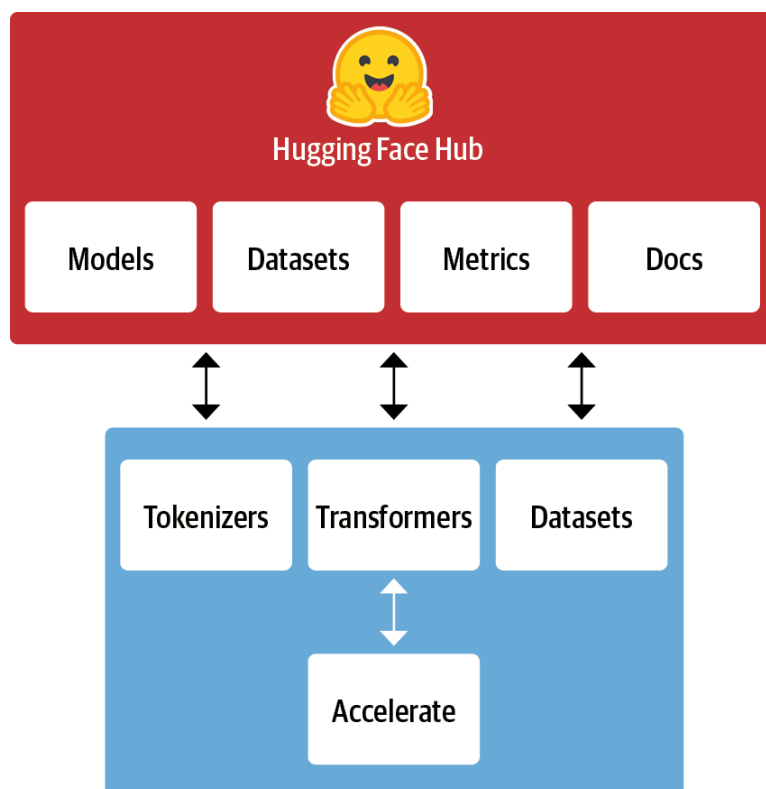 Hugging Face Hub
Models Datasets Metrics Docs
Tokenizers Transformers Datasets
Accelerate